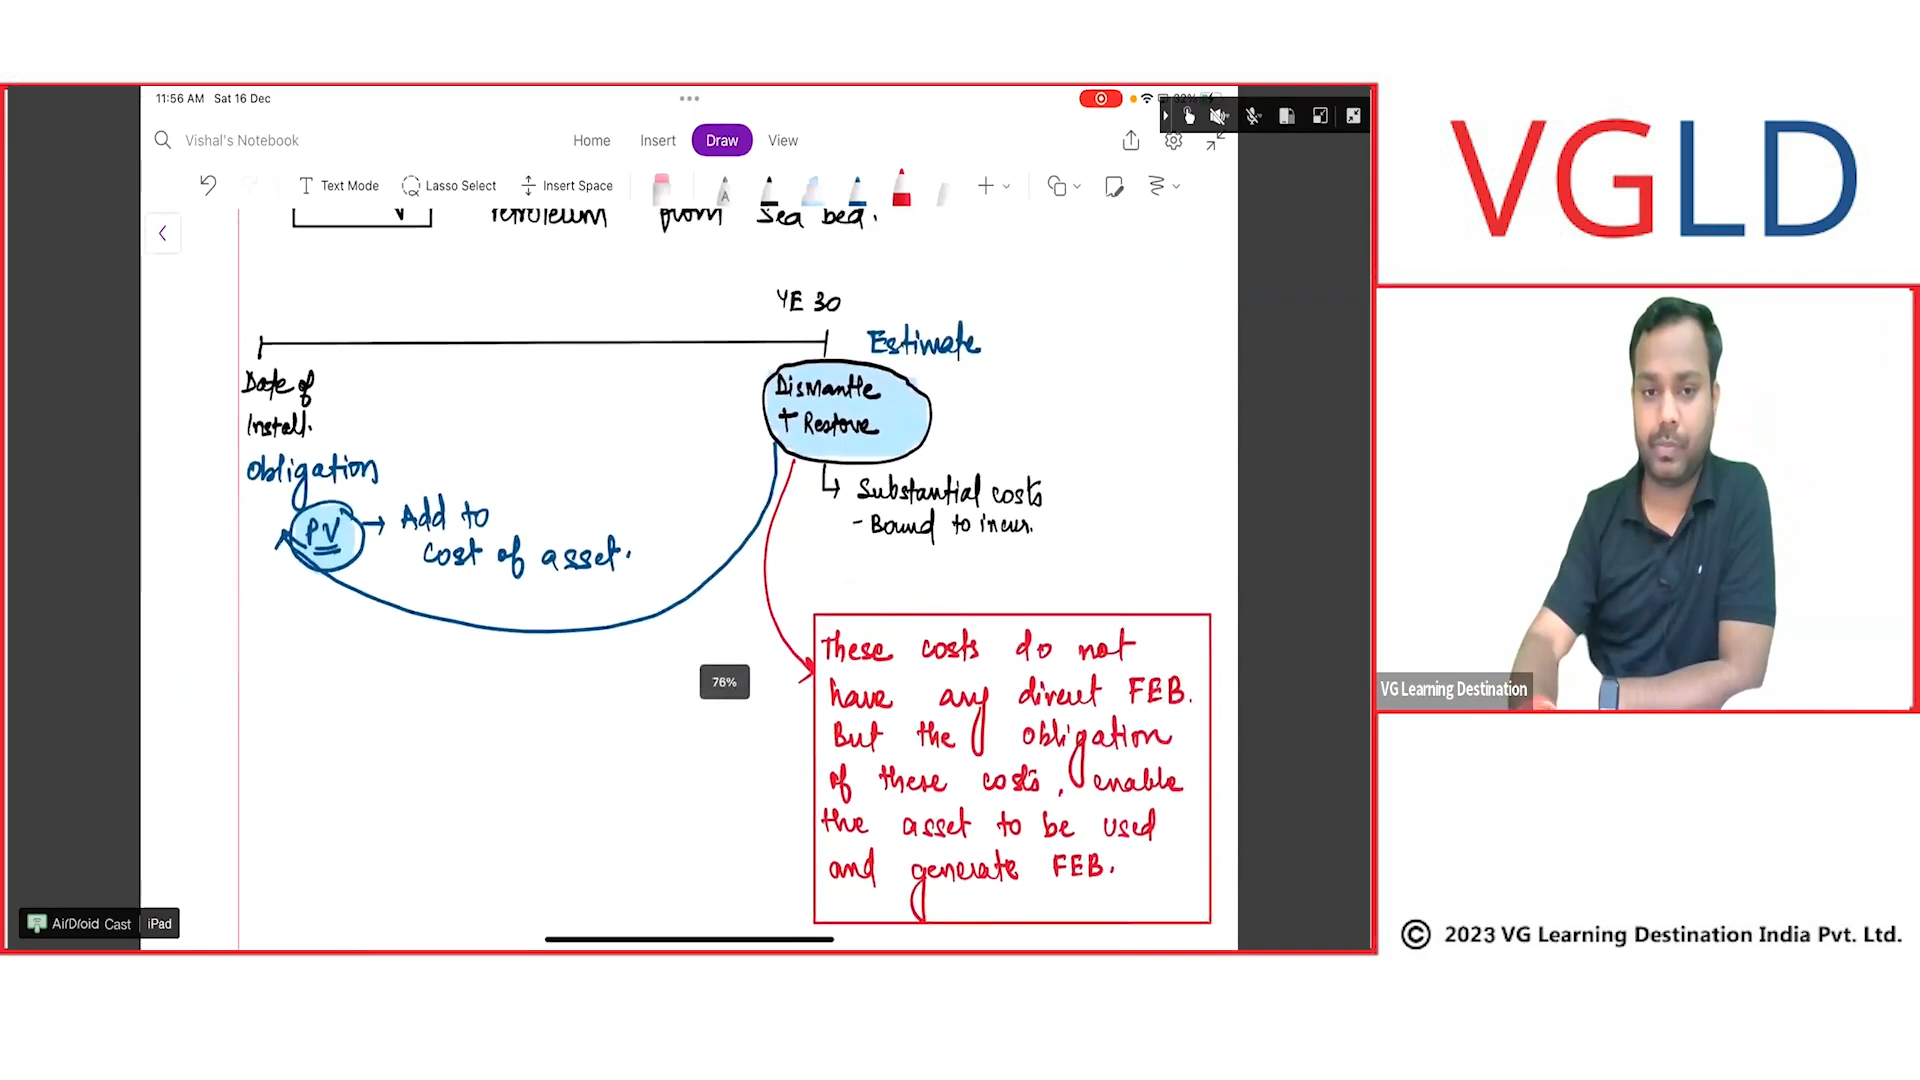 11:56 AM Sat 16 Dec
32%
VGLD
Vishal's Notebook
Home Insert Draw View
Text Mode Lasso Select Insert Space
Petroleum from Sea bed.
YE 30
Estimate
Date of
Install.
Dismantle
+ Restore
Obligation
PV → Add to
cost of asset.
↳ Substantial costs
- Bound to incur.
76%
These costs do not
have any direct FEB.
But the obligation
of these costs, enable
the asset to be used
and generate FEB.
VG Learning Destination
AirDroid Cast iPad
© 2023 VG Learning Destination India Pvt. Ltd.